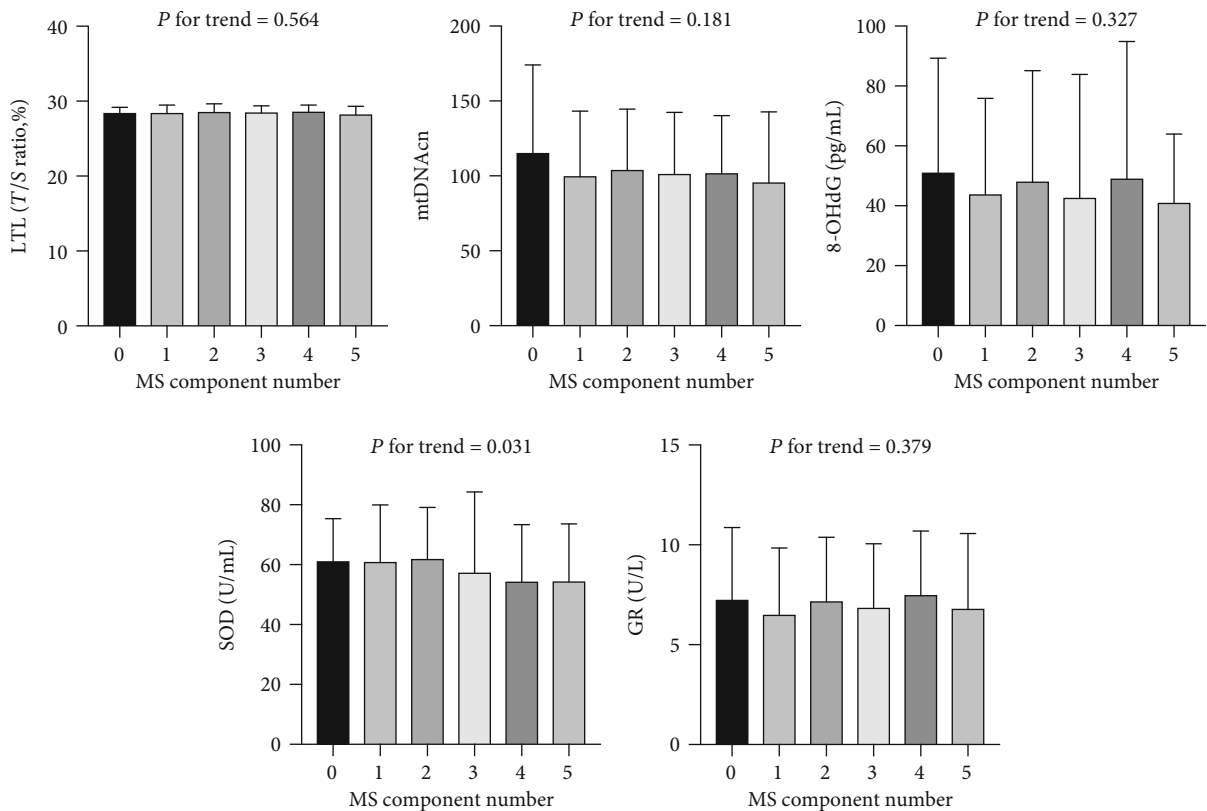 P for trend = 0.564
40
30
20
10
0
LTL (T/S ratio,%)
0 1 2 3 4 5
MS component number
P for trend = 0.181
200
150
100
50
0
mtDNAcn
0 1 2 3 4 5
MS component number
P for trend = 0.327
100
80
60
40
20
0
8-OHdG (pg/mL)
0 1 2 3 4 5
MS component number
P for trend = 0.031
100
80
60
40
20
0
SOD (U/mL)
0 1 2 3 4 5
MS component number
P for trend = 0.379
15
10
5
0
GR (U/L)
0 1 2 3 4 5
MS component number